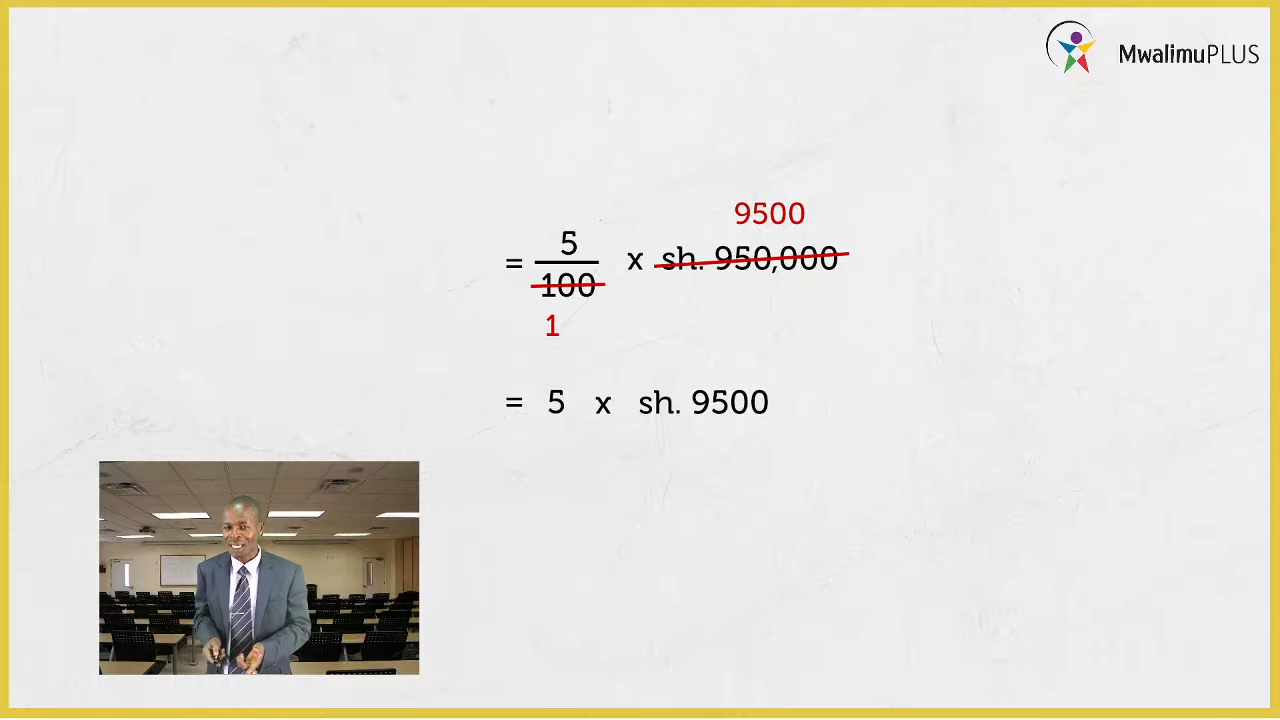 MwalimuPLUS
9500
5
= x sh. 950,000
100
1
= 5 x sh. 9500